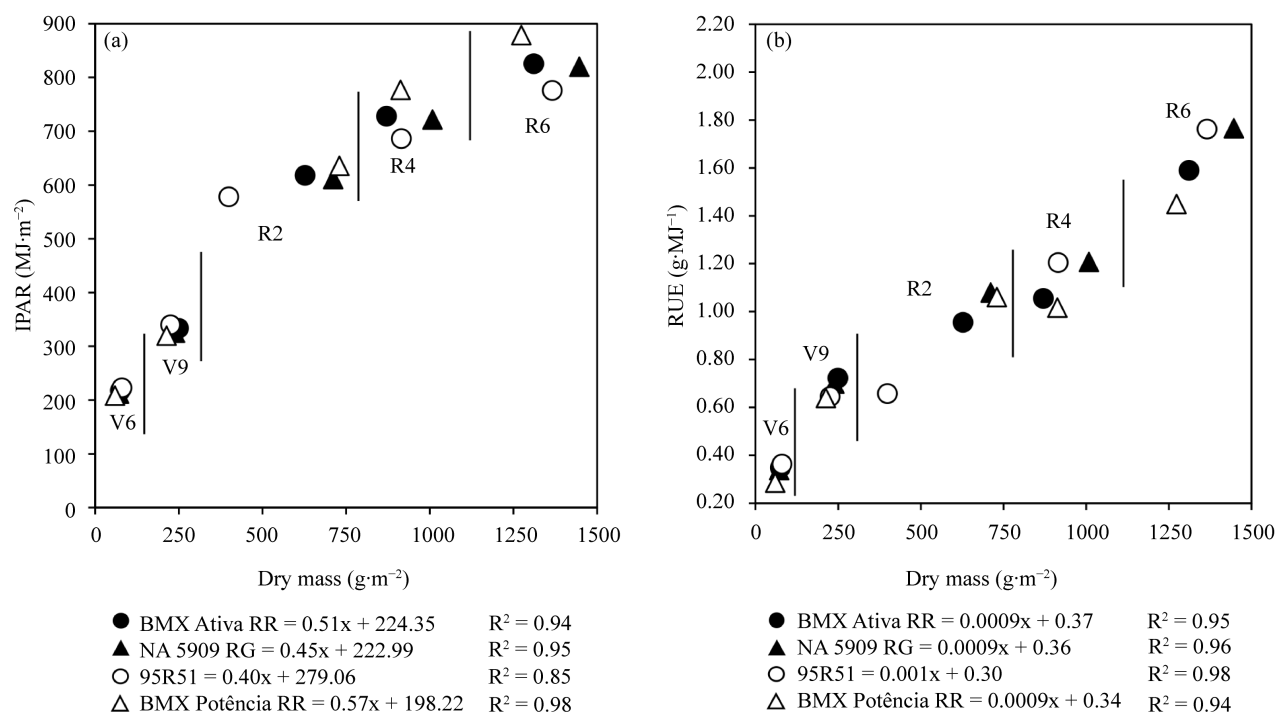 (a)
900
800
700
600
500
400
300
200
100
0
IPAR (MJ·m⁻²)
V6
V9
R2
R4
R6
0 250 500 750 1000 1250 1500
Dry mass (g·m⁻²)
BMX Ativa RR = 0.51x + 224.35 R² = 0.94
NA 5909 RG = 0.45x + 222.99 R² = 0.95
95R51 = 0.40x + 279.06 R² = 0.85
BMX Potência RR = 0.57x + 198.22 R² = 0.98
(b)
2.20
2.00
1.80
1.60
1.40
1.20
1.00
0.80
0.60
0.40
0.20
RUE (g·MJ⁻¹)
V6
V9
R2
R4
R6
0 250 500 750 1000 1250 1500
Dry mass (g·m⁻²)
BMX Ativa RR = 0.0009x + 0.37 R² = 0.95
NA 5909 RG = 0.0009x + 0.36 R² = 0.96
95R51 = 0.001x + 0.30 R² = 0.98
BMX Potência RR = 0.0009x + 0.34 R² = 0.94